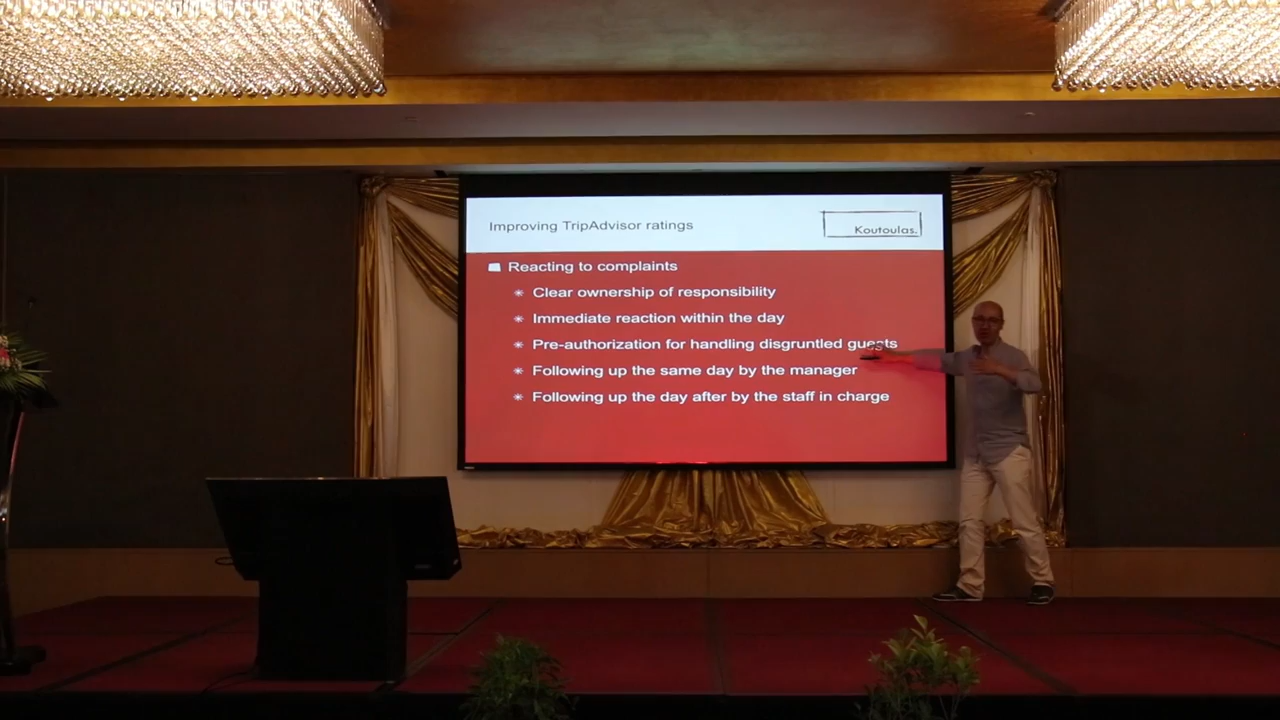 Improving TripAdvisor ratings
Koutoulas.
Reacting to complaints
Clear ownership of responsibility
Immediate reaction within the day
Pre-authorization for handling disgruntled guests
Following up the same day by the manager
Following up the day after by the staff in charge